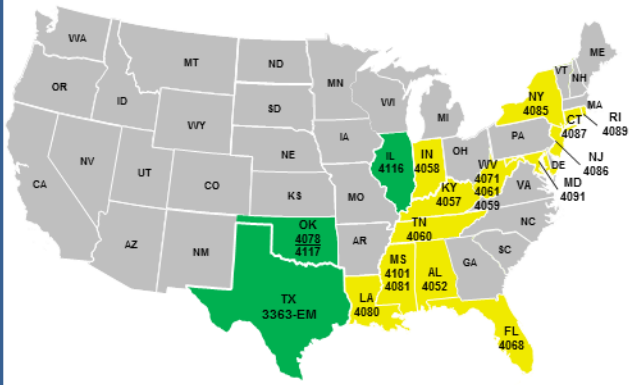 WA
OR
CA
NV
ID
MT
WY
UT
AZ
CO
NM
ND
SD
NE
KS
OK
4078
4117
TX
3363-EM
MN
IA
MO
AR
LA
4080
WI
IL
4116
MI
IN
4058
OH
KY
4057
TN
4060
MS
4101
4081
AL
4052
GA
FL
4068
SC
NC
VA
WV
4071
4061
4059
PA
NY
4085
VT
NH
ME
MA
RI
4089
CT
4087
NJ
4086
DE
MD
4091